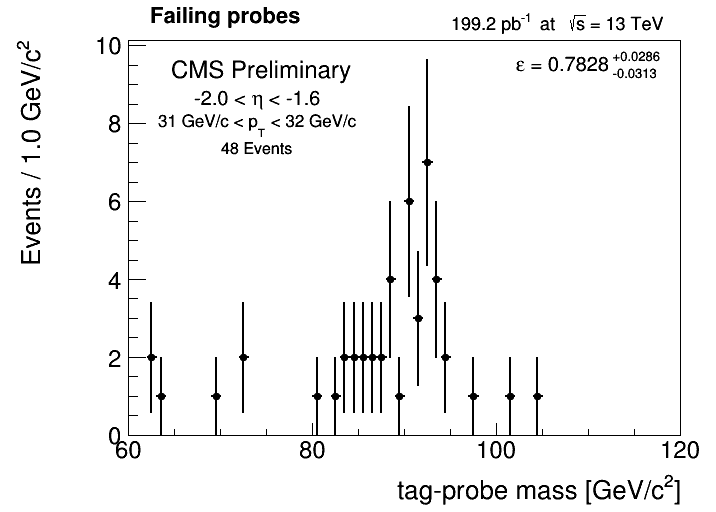 Failing probes
199.2 pb⁻¹ at √s = 13 TeV
CMS Preliminary
-2.0 < η < -1.6
31 GeV/c < p_T < 32 GeV/c
48 Events
ε = 0.7828 +0.0286 -0.0313
Events / 1.0 GeV/c²
10
8
6
4
2
0
60 80 100 120
tag-probe mass [GeV/c²]